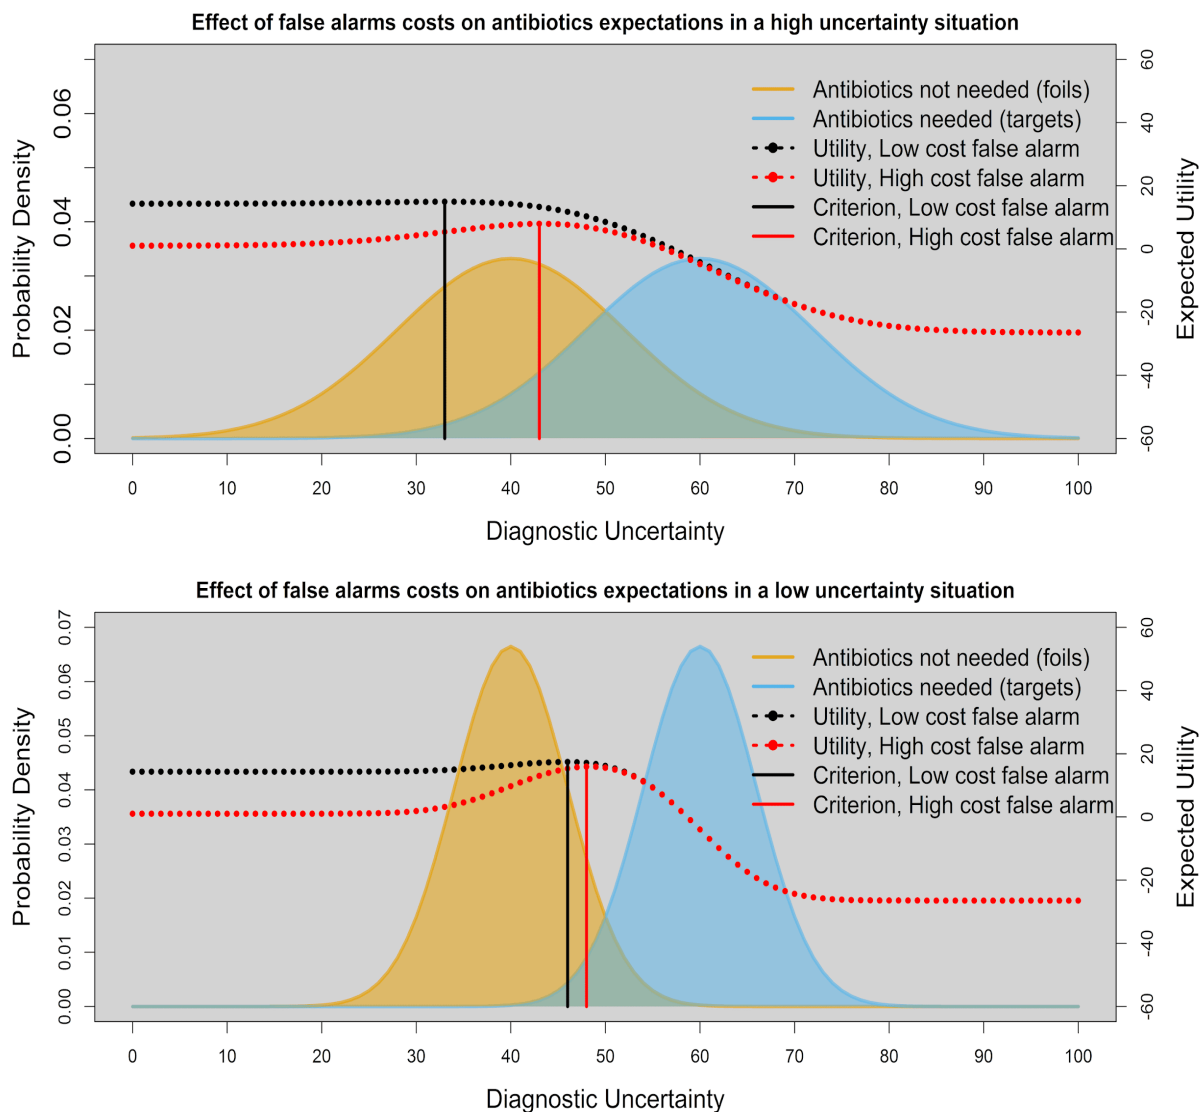 Effect of false alarms costs on antibiotics expectations in a high uncertainty situation
Probability Density
0.00
0.02
0.04
0.06
Antibiotics not needed (foils)
Antibiotics needed (targets)
Utility, Low cost false alarm
Utility, High cost false alarm
Criterion, Low cost false alarm
Criterion, High cost false alarm
-60
-40
-20
0
20
40
60
Expected Utility
0 10 20 30 40 50 60 70 80 90 100
Diagnostic Uncertainty
Effect of false alarms costs on antibiotics expectations in a low uncertainty situation
Probability Density
0.00
0.01
0.02
0.03
0.04
0.05
0.06
0.07
Antibiotics not needed (foils)
Antibiotics needed (targets)
Utility, Low cost false alarm
Utility, High cost false alarm
Criterion, Low cost false alarm
Criterion, High cost false alarm
-60
-40
-20
0
20
40
60
Expected Utility
0 10 20 30 40 50 60 70 80 90 100
Diagnostic Uncertainty